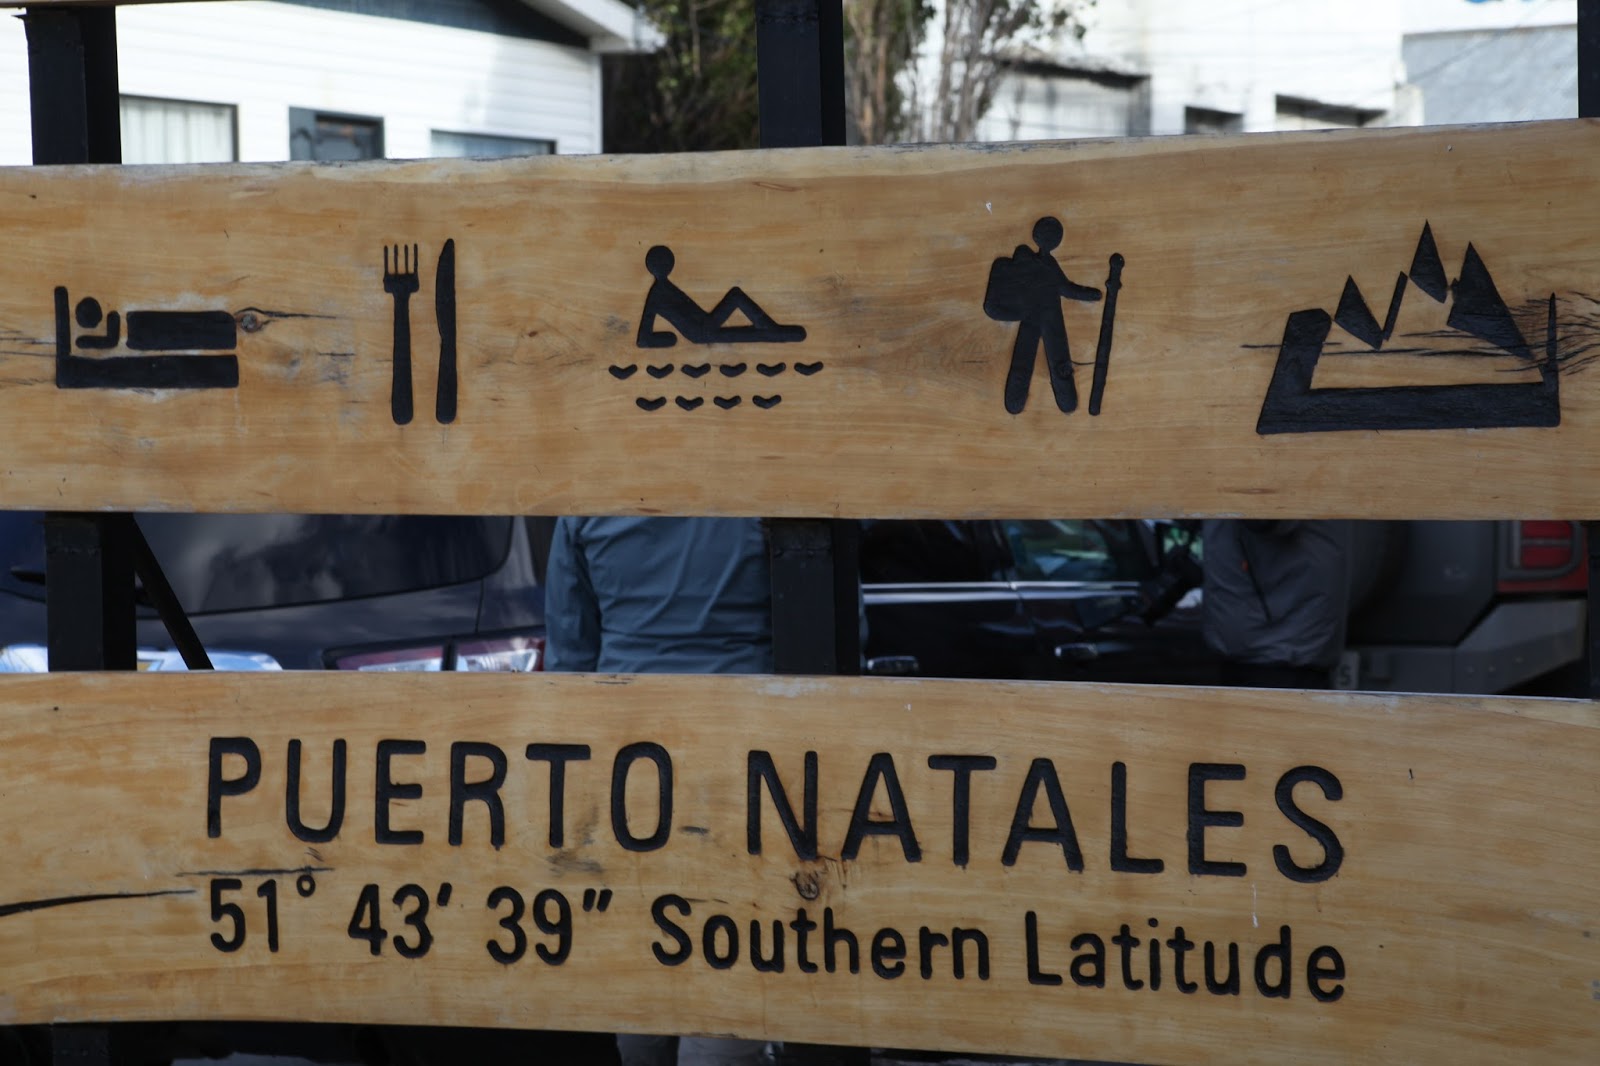 PUERTO NATALES
51° 43′ 39″ Southern Latitude